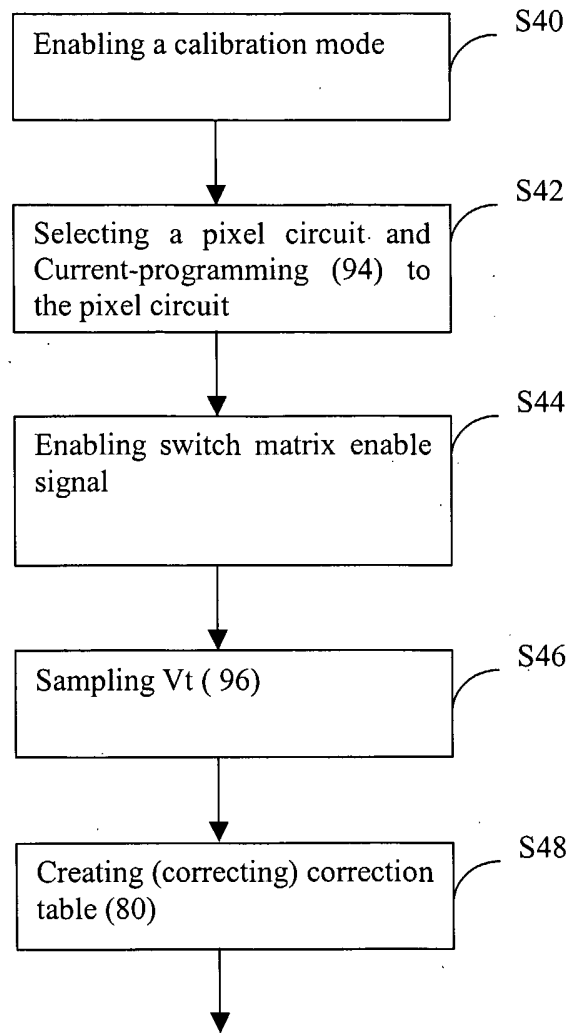 S40
Enabling a calibration mode
S42
Selecting a pixel circuit and
Current-programming (94) to
the pixel circuit
S44
Enabling switch matrix enable
signal
S46
Sampling Vt ( 96)
S48
Creating (correcting) correction
table (80)